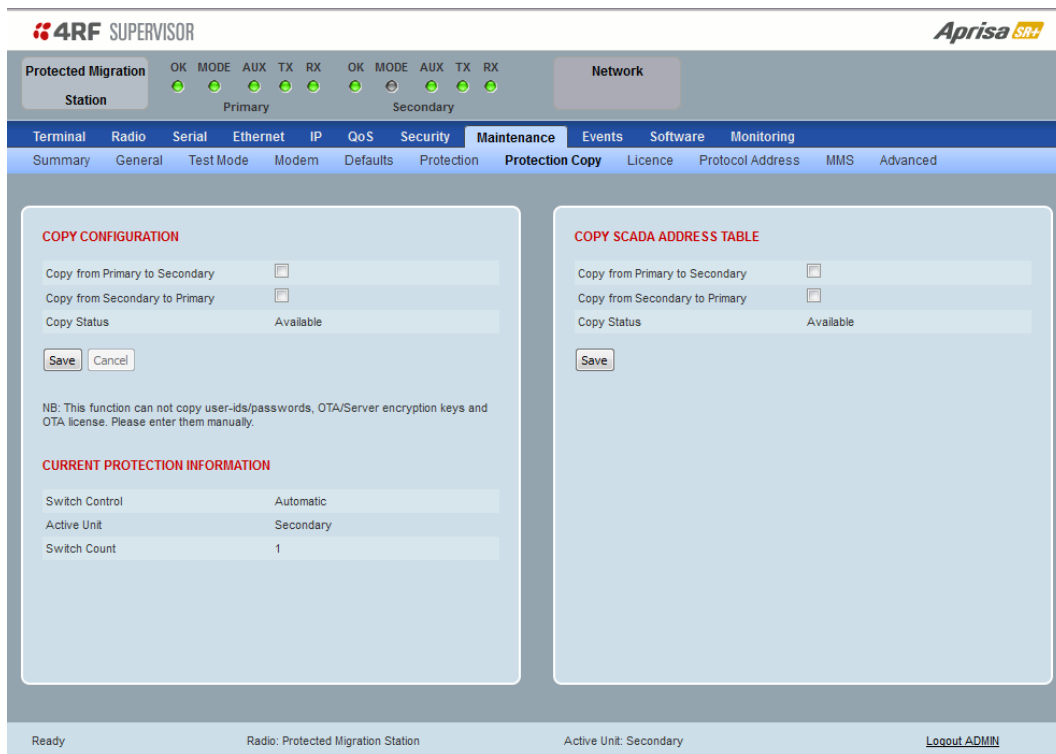 4RF SUPERVISOR
Aprisa SR+
Protected Migration
Station
OK MODE AUX TX RX
Primary
OK MODE AUX TX RX
Secondary
Network
Terminal Radio Serial Ethernet IP QoS Security Maintenance Events Software Monitoring
Summary General Test Mode Modem Defaults Protection Protection Copy Licence Protocol Address MMS Advanced
COPY CONFIGURATION
Copy from Primary to Secondary
Copy from Secondary to Primary
Copy Status Available
Save Cancel
NB: This function can not copy user-ids/passwords, OTA/Server encryption keys and
OTA license. Please enter them manually.
CURRENT PROTECTION INFORMATION
Switch Control Automatic
Active Unit Secondary
Switch Count 1
COPY SCADA ADDRESS TABLE
Copy from Primary to Secondary
Copy from Secondary to Primary
Copy Status Available
Save
Ready Radio: Protected Migration Station Active Unit: Secondary Logout ADMIN